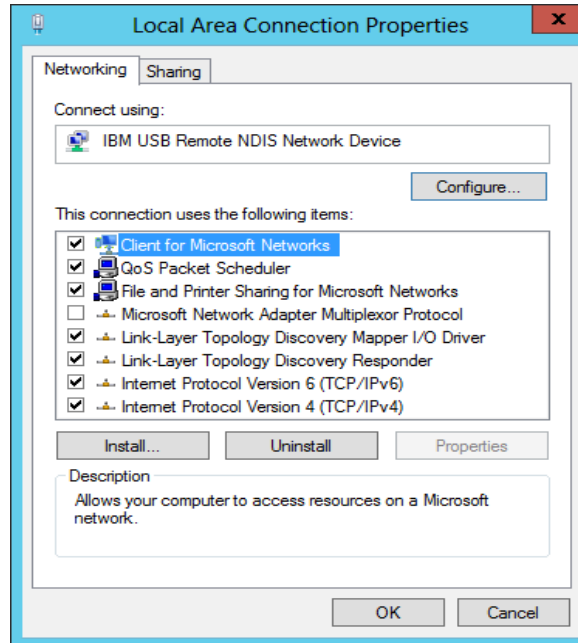 Local Area Connection Properties
x
Networking
Sharing
Connect using:
IBM USB Remote NDIS Network Device
Configure...
This connection uses the following items:
Client for Microsoft Networks
QoS Packet Scheduler
File and Printer Sharing for Microsoft Networks
Microsoft Network Adapter Multiplexor Protocol
Link-Layer Topology Discovery Mapper I/O Driver
Link-Layer Topology Discovery Responder
Internet Protocol Version 6 (TCP/IPv6)
Internet Protocol Version 4 (TCP/IPv4)
Install...
Uninstall
Properties
Description
Allows your computer to access resources on a Microsoft
network.
OK
Cancel